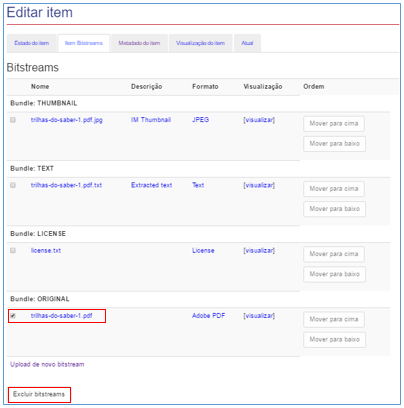 Editar item
Estado do item Item Bitstreams Metadado do item Visualização do item Atual
Bitstreams
Nome Descrição Formato Visualização Ordem
Bundle: THUMBNAIL
trilhas-do-saber-1.pdf.jpg IM Thumbnail JPEG [visualizar] Mover para cima
Mover para baixo
Bundle: TEXT
trilhas-do-saber-1.pdf.txt Extracted text Text [visualizar] Mover para cima
Mover para baixo
Bundle: LICENSE
license.txt License [visualizar] Mover para cima
Mover para baixo
Bundle: ORIGINAL
trilhas-do-saber-1.pdf Adobe PDF [visualizar] Mover para cima
Mover para baixo
Upload de novo bitstream
Excluir bitstreams